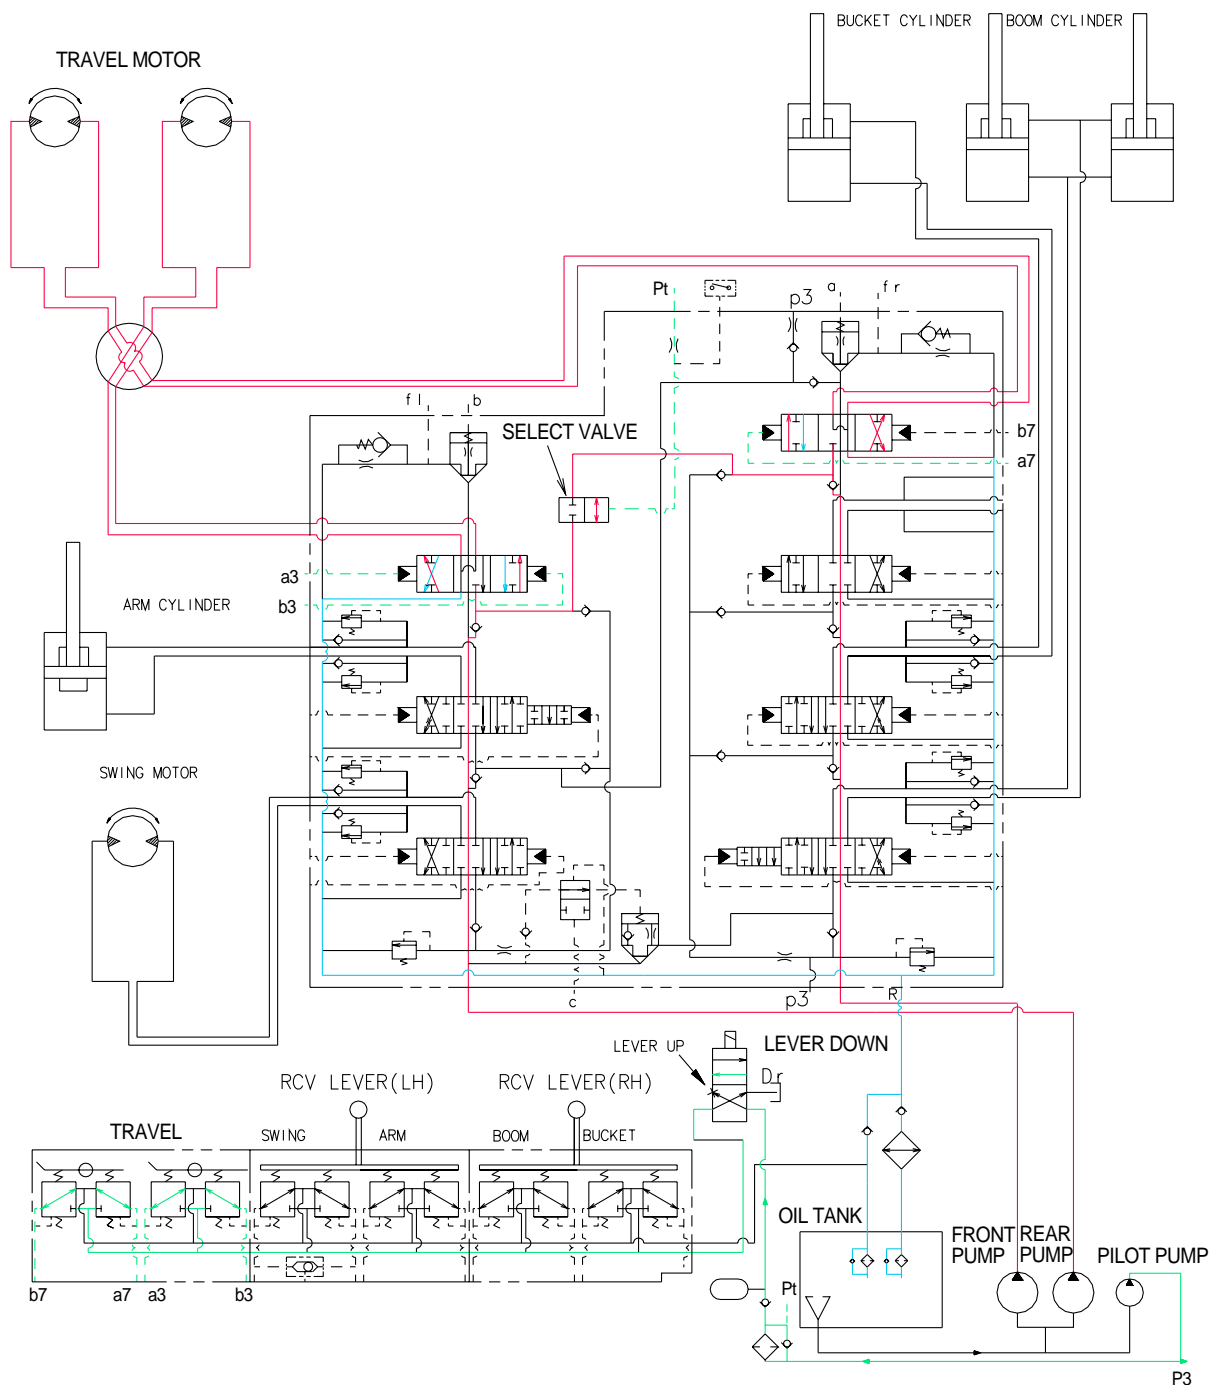 BUCKET CYLINDER BOOM CYLINDER
TRAVEL MOTOR
Pt
p3
a
f r
f l
b
SELECT VALVE
b7
a7
a3
b3
ARM CYLINDER
SWING MOTOR
c
p3
R
LEVER UP
LEVER DOWN
Dr
RCV LEVER(LH)
RCV LEVER(RH)
TRAVEL
SWING
ARM
BOOM
BUCKET
OIL TANK
FRONT PUMP
REAR PUMP
PILOT PUMP
Pt
b7
a7
a3
b3
P3